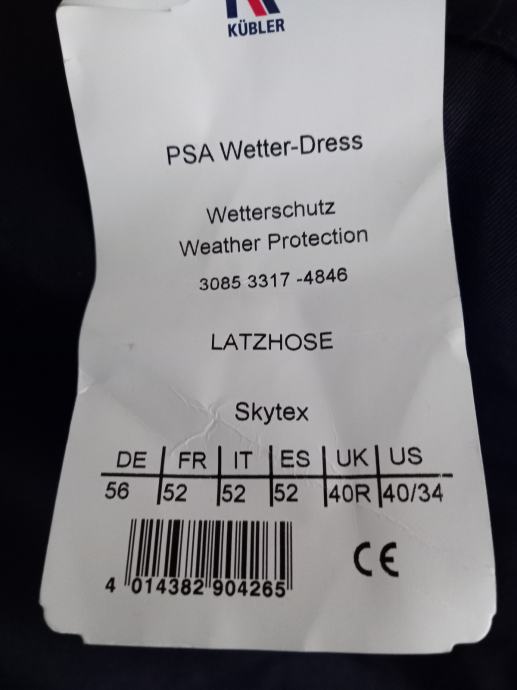 KÜBLER
PSA Wetter-Dress
Wetterschutz
Weather Protection
3085 3317 -4846
LATZHOSE
Skytex
DE FR IT ES UK US
56 52 52 52 40R 40/34
4 014382 904265
CE